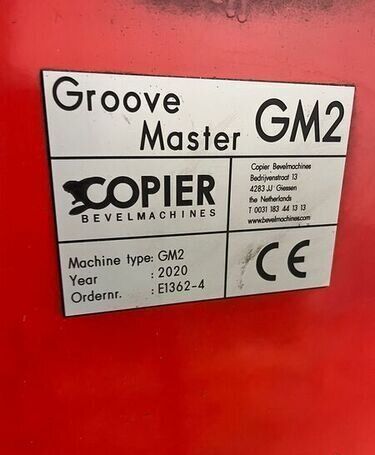 Groove
Master GM2
COPIER
BEVELMACHINES
Copier Bevelmachines
Bedrijvenstraat 13
4283 JJ Giessen
the Netherlands
T 0031 183 44 13 13
www.bevelmachines.com
Machine type: GM2
Year : 2020
Ordernr. : E1362-4
CE